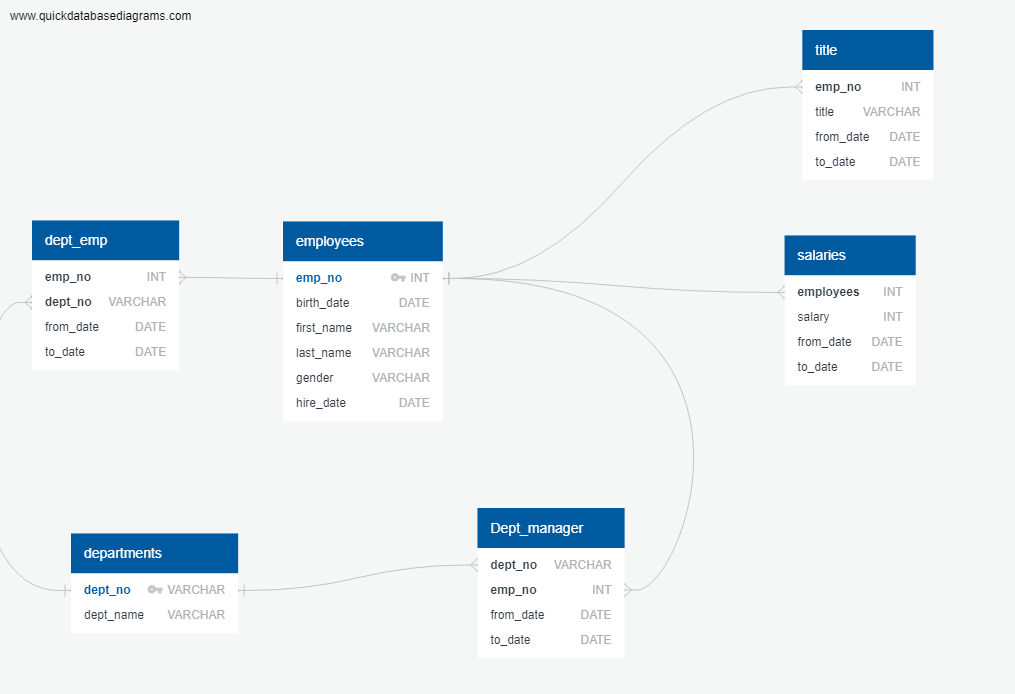 www.quickdatabasediagrams.com
title
emp_no INT
title VARCHAR
from_date DATE
to_date DATE
dept_emp
emp_no INT
dept_no VARCHAR
from_date DATE
to_date DATE
employees
emp_no INT
birth_date DATE
first_name VARCHAR
last_name VARCHAR
gender VARCHAR
hire_date DATE
salaries
employees INT
salary INT
from_date DATE
to_date DATE
departments
dept_no VARCHAR
dept_name VARCHAR
Dept_manager
dept_no VARCHAR
emp_no INT
from_date DATE
to_date DATE